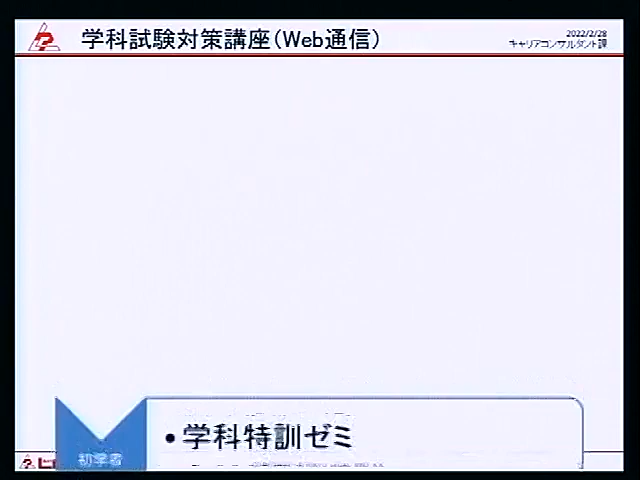 学科試験対策講座(Web通信)
2022/2/28
キャリアコンサルタント課
・学科特訓ゼミ
初学者